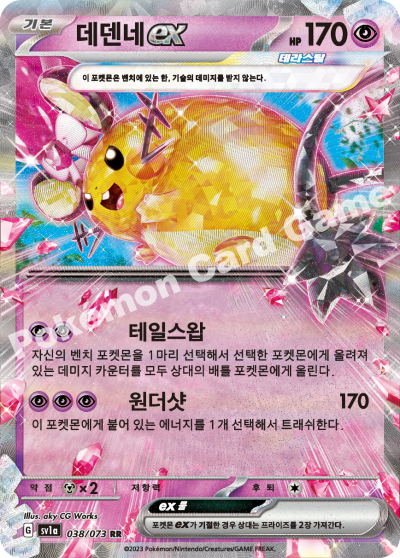 기본 데덴네ex HP 170
테라스탈
이 포켓몬은 벤치에 있는 한, 기술의 데미지를 받지 않는다.
Pokémon Card Game
테일스왑
자신의 벤치 포켓몬을 1마리 선택해서 선택한 포켓몬에게 올려져
있는 데미지 카운터를 모두 상대의 배틀 포켓몬에게 올린다.
원더샷 170
이 포켓몬에게 붙어 있는 에너지를 1개 선택해서 트래쉬한다.
약점 ×2 저항력 후퇴
Illus. aky CG Works
G sv1a 038/073 RR
ex 룰
포켓몬 ex가 기절한 경우 상대는 프라이즈를 2장 가져간다.
©2023 Pokémon/Nintendo/Creatures/GAME FREAK.